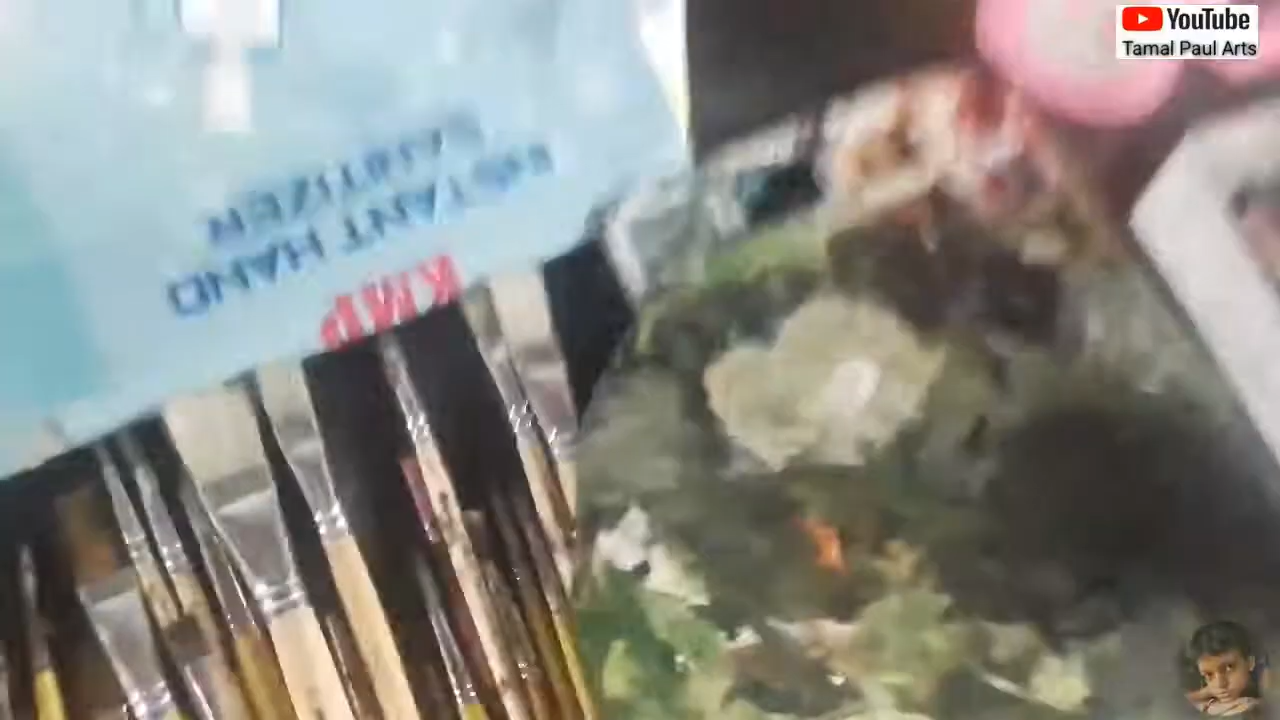 YouTube
Tamal Paul Arts
KMP
INSTANT HAND
SANITIZER